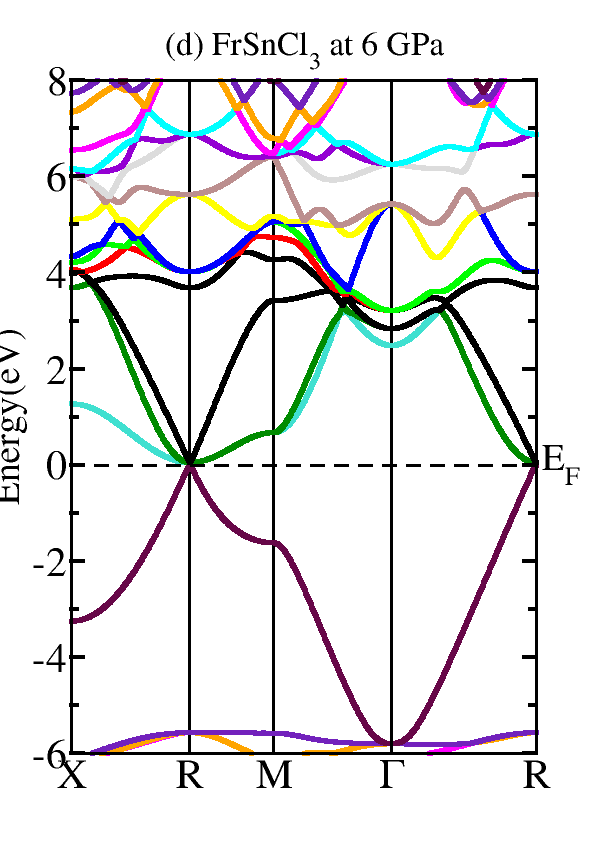 (d) FrSnCl3 at 6 GPa
Energy(eV)
8
6
4
2
0
-2
-4
-6
EF
X R M Γ R